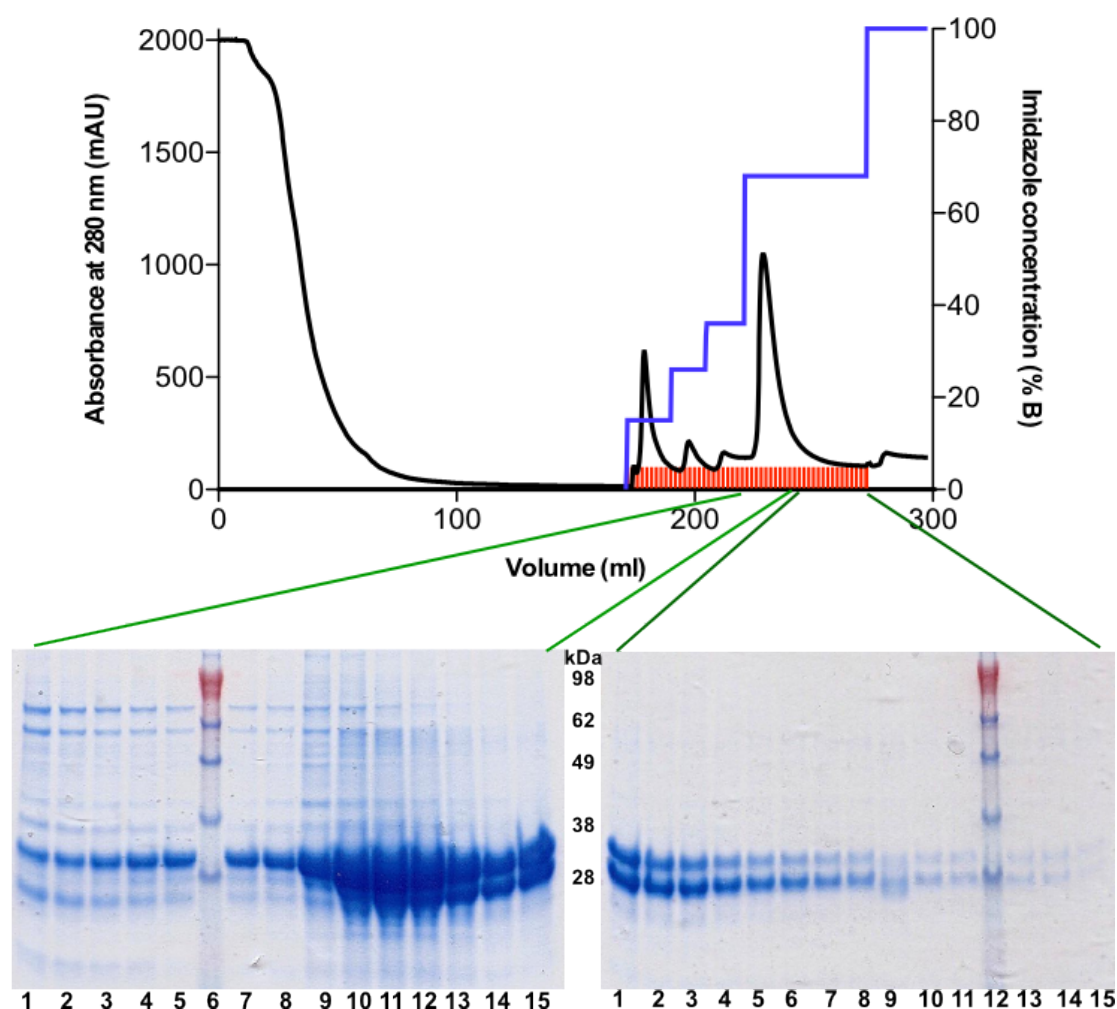 2000
1500
1000
500
0
Absorbance at 280 nm (mAU)
100
80
60
40
20
0
Imidazole concentration (% B)
0 100 200 300
Volume (ml)
kDa
98
62
49
38
28
1 2 3 4 5 6 7 8 9 10 11 12 13 14 15
1 2 3 4 5 6 7 8 9 10 11 12 13 14 15